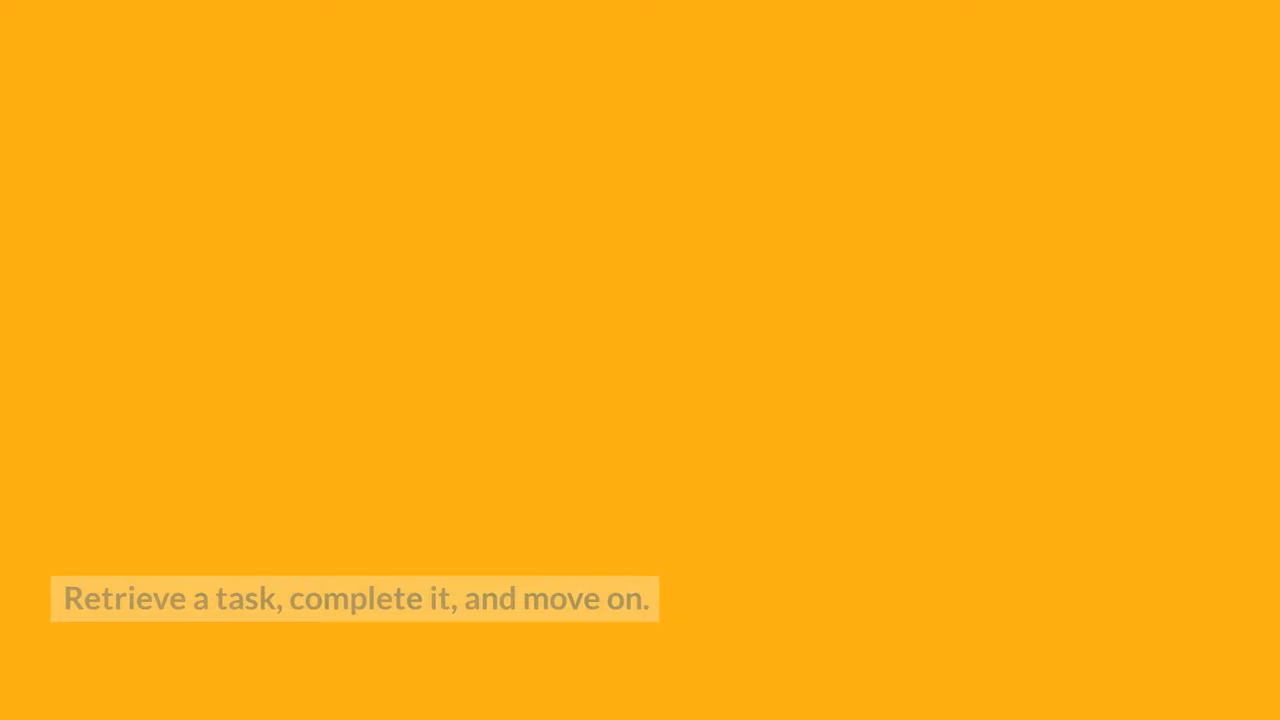 Retrieve a task, complete it, and move on.